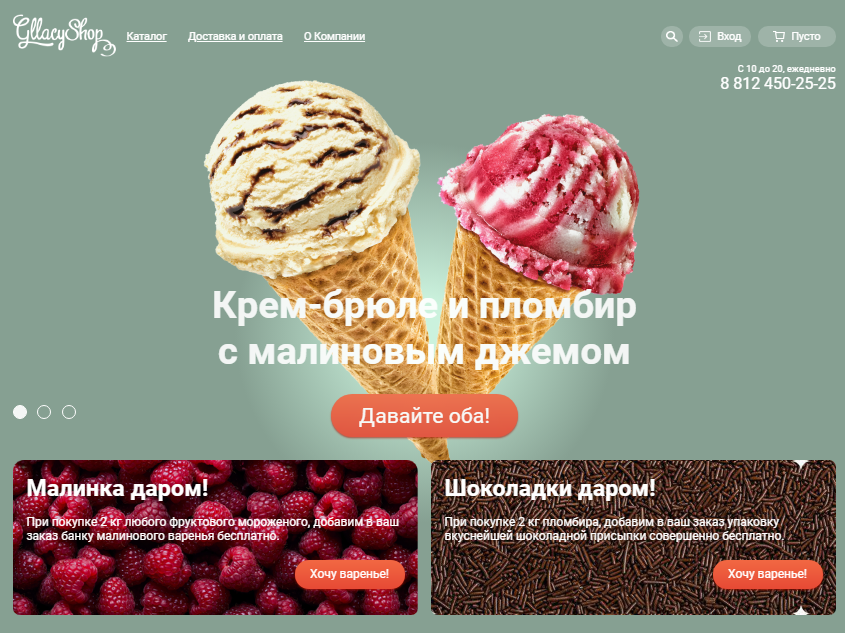 GllacyShop
Каталог
Доставка и оплата
О Компании
Вход
Пусто
С 10 до 20, ежедневно
8 812 450-25-25
Крем-брюле и пломбир
с малиновым джемом
Давайте оба!
Малинка даром!
При покупке 2 кг любого фруктового мороженого, добавим в ваш
заказ банку малинового варенья бесплатно.
Хочу варенье!
Шоколадки даром!
При покупке 2 кг пломбира, добавим в ваш заказ упаковку
вкуснейшей шоколадной присыпки совершенно бесплатно.
Хочу варенье!